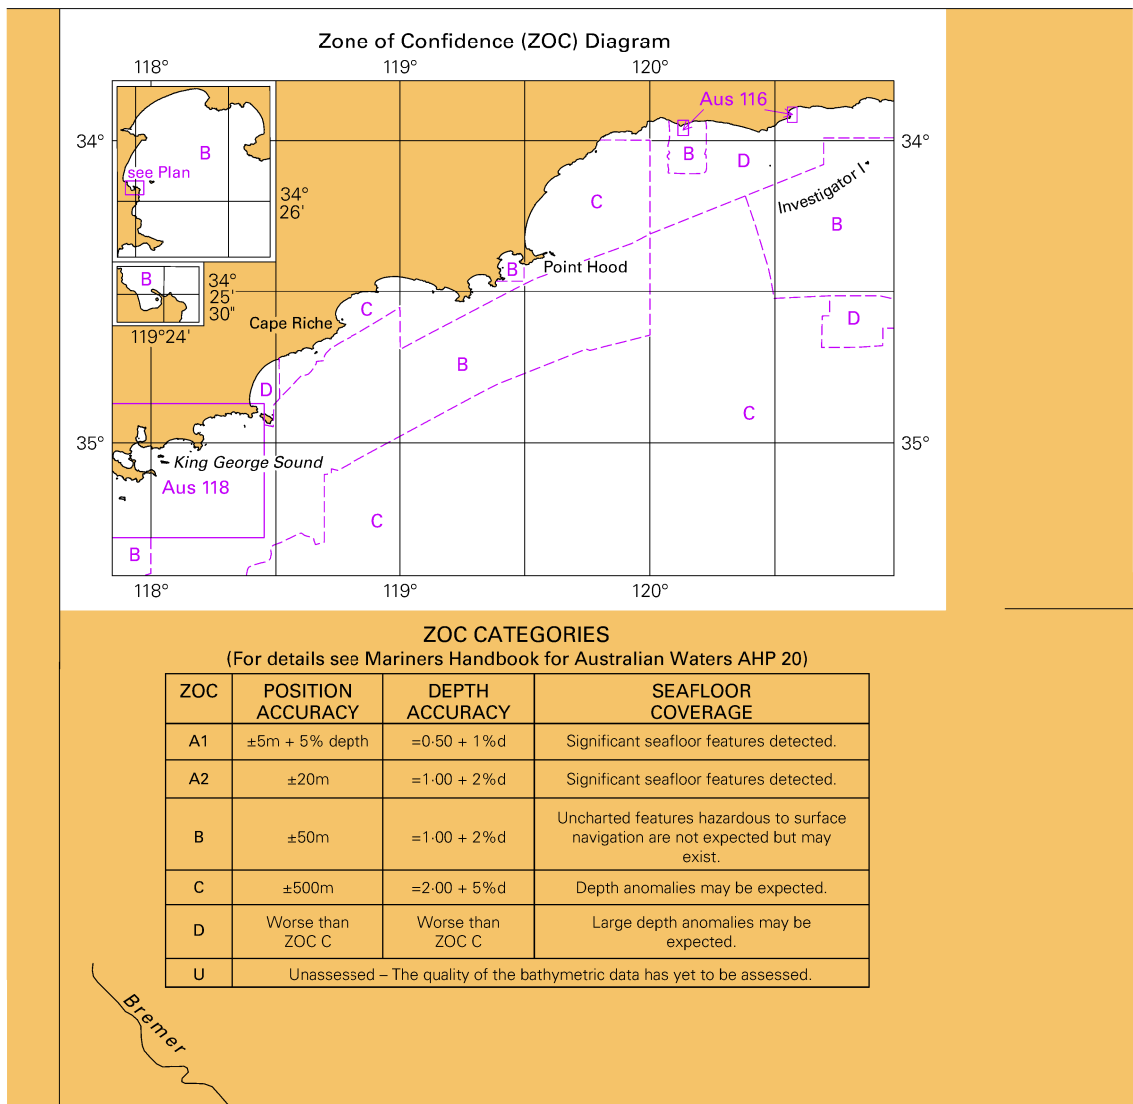 Zone of Confidence (ZOC) Diagram
118° 119° 120°
Aus 116
34° 34°
B
B D
see Plan
C
34°
26'
Investigator I
B
B Point Hood
B 34°
25'
30"
C
D
Cape Riche
119°24'
B
D
C
35° 35°
King George Sound
Aus 118
C
B
118° 119° 120°
ZOC CATEGORIES
(For details see Mariners Handbook for Australian Waters AHP 20)
ZOC POSITION ACCURACY DEPTH ACCURACY SEAFLOOR COVERAGE
A1 ±5m + 5% depth =0·50 + 1%d Significant seafloor features detected.
A2 ±20m =1·00 + 2%d Significant seafloor features detected.
B ±50m =1·00 + 2%d Uncharted features hazardous to surface
navigation are not expected but may
exist.
C ±500m =2·00 + 5%d Depth anomalies may be expected.
D Worse than ZOC C Worse than ZOC C Large depth anomalies may be
expected.
U Unassessed – The quality of the bathymetric data has yet to be assessed.
Bremer